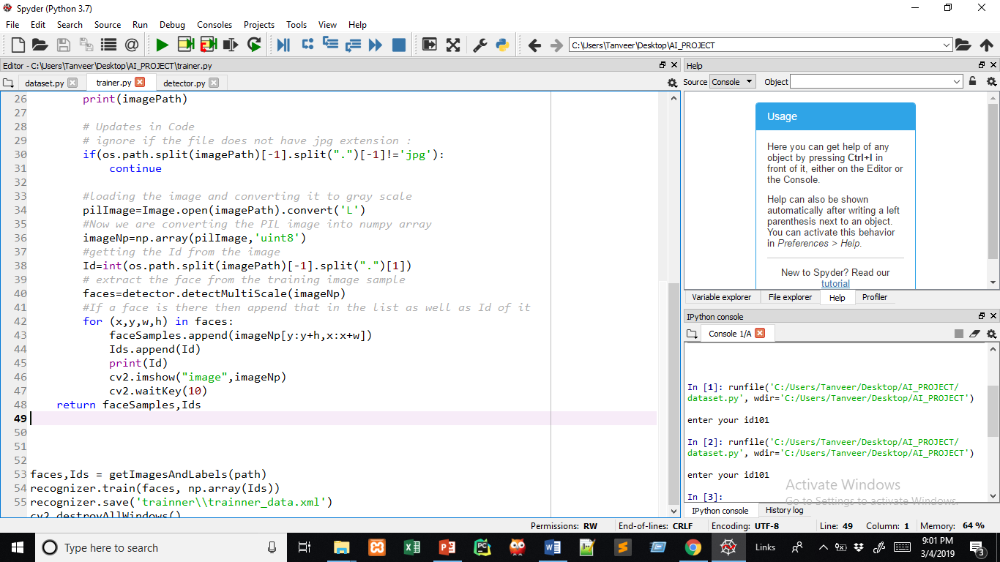 Spyder (Python 3.7)
File Edit Search Source Run Debug Consoles Projects Tools View Help
C:\Users\Tanveer\Desktop\AI_PROJECT
Editor - C:\Users\Tanveer\Desktop\AI_PROJECT\trainer.py
dataset.py trainer.py detector.py
26 print(imagePath)
27
28 # Updates in Code
29 # ignore if the file does not have jpg extension :
30 if(os.path.split(imagePath)[-1].split(".")[-1]!='jpg'):
31 continue
32
33 #loading the image and converting it to gray scale
34 pilImage=Image.open(imagePath).convert('L')
35 #Now we are converting the PIL image into numpy array
36 imageNp=np.array(pilImage,'uint8')
37 #getting the Id from the image
38 Id=int(os.path.split(imagePath)[-1].split(".")[1])
39 # extract the face from the training image sample
40 faces=detector.detectMultiScale(imageNp)
41 #If a face is there then append that in the list as well as Id of it
42 for (x,y,w,h) in faces:
43 faceSamples.append(imageNp[y:y+h,x:x+w])
44 Ids.append(Id)
45 print(Id)
46 cv2.imshow("image",imageNp)
47 cv2.waitKey(10)
48 return faceSamples,Ids
49
50
51
52
53 faces,Ids = getImagesAndLabels(path)
54 recognizer.train(faces, np.array(Ids))
55 recognizer.save('trainner\\trainner_data.xml')
cv2.destroyAllWindows()
Help
Source Console Object
Usage
Here you can get help of any
object by pressing Ctrl+I in
front of it, either on the Editor or
the Console.
Help can also be shown
automatically after writing a left
parenthesis next to an object.
You can activate this behavior
in Preferences > Help.
New to Spyder? Read our
tutorial
Variable explorer File explorer Help Profiler
IPython console
Console 1/A
In [1]: runfile('C:/Users/Tanveer/Desktop/AI_PROJECT/
dataset.py', wdir='C:/Users/Tanveer/Desktop/AI_PROJECT')
enter your id101
In [2]: runfile('C:/Users/Tanveer/Desktop/AI_PROJECT/
dataset.py', wdir='C:/Users/Tanveer/Desktop/AI_PROJECT')
enter your id101
In [3]:
Activate Windows
Go to Settings to activate Windows.
IPython console History log
Permissions: RW End-of-lines: CRLF Encoding: UTF-8 Line: 49 Column: 1 Memory: 64 %
Type here to search
Links
9:01 PM
3/4/2019
3